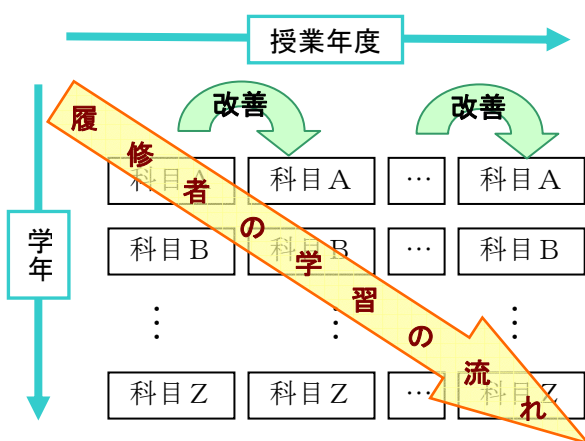 授業年度
学年
改善
改善
履修者の学習の流れ
科目A 科目A … 科目A
科目B 科目B … 科目B
⋮ ⋮ ⋮
科目Z 科目Z … 科目Z